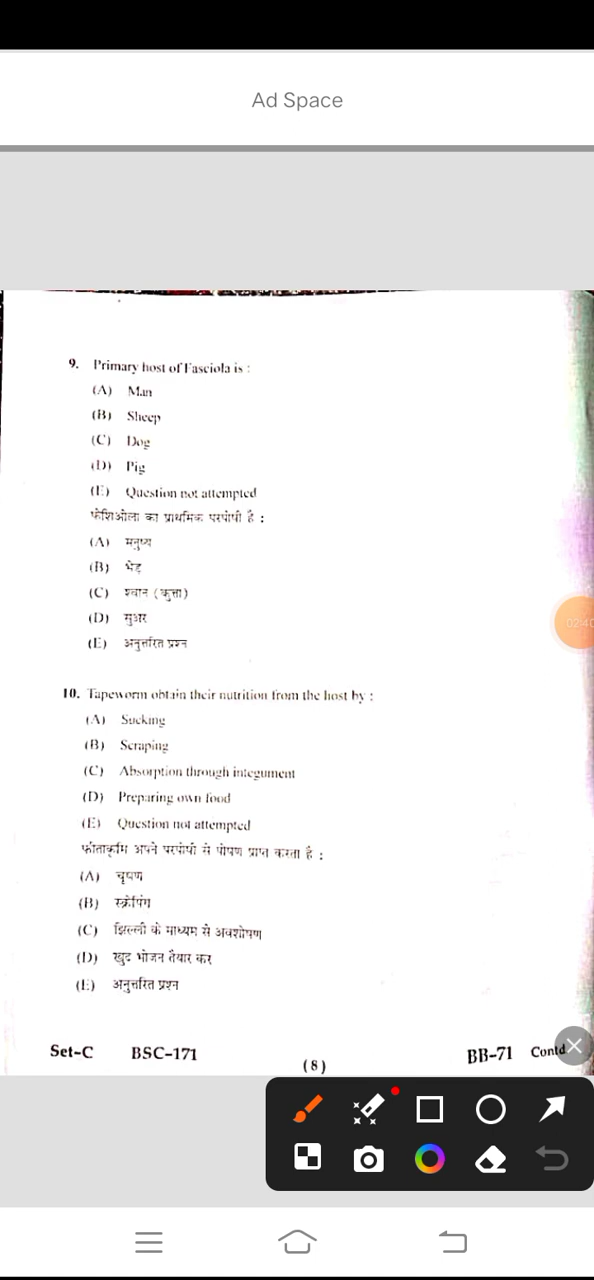 Ad Space
9. Primary host of Fasciola is :
(A) Man
(B) Sheep
(C) Dog
(D) Pig
(E) Question not attempted
फेशिओला का प्राथमिक परपोषी है :
(A) मनुष्य
(B) भेड़
(C) श्वान (कुत्ता)
(D) सुअर
(E) अनुत्तरित प्रश्न
02:40
10. Tapeworm obtain their nutrition from the host by :
(A) Sucking
(B) Scraping
(C) Absorption through integument
(D) Preparing own food
(E) Question not attempted
फीताकृमि अपने परपोषी से पोषण प्राप्त करता है :
(A) चूषण
(B) स्क्रेपिंग
(C) झिल्ली के माध्यम से अवशोषण
(D) खुद भोजन तैयार कर
(E) अनुत्तरित प्रश्न
Set-C BSC-171 (8) BB-71 Contd